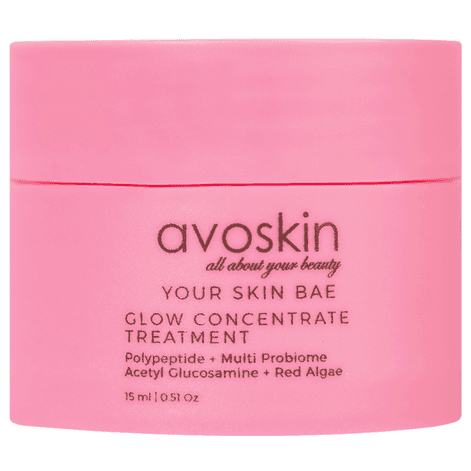 avoskin
all about your beauty
YOUR SKIN BAE
GLOW CONCENTRATE
TREATMENT
Polypeptide + Multi Probiome
Acetyl Glucosamine + Red Algae
15 ml | 0.51 Oz